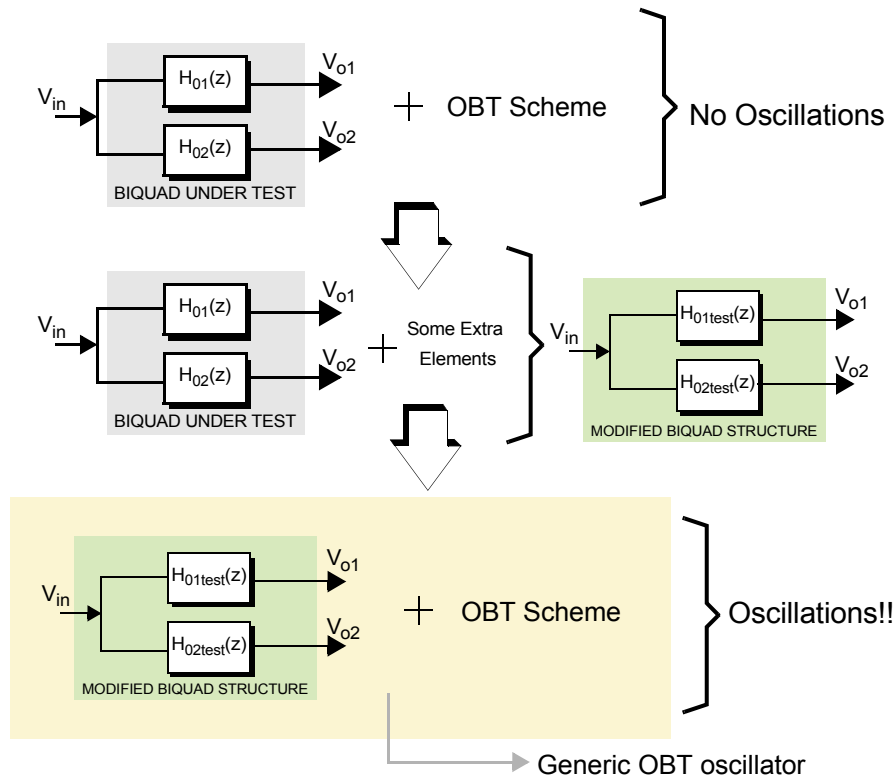 H01(z)
Vo1
Vin
+ OBT Scheme
No Oscillations
H02(z)
Vo2
BIQUAD UNDER TEST
H01(z)
Vo1
Vin
+ Some Extra
Elements
H02(z)
Vo2
BIQUAD UNDER TEST
H01test(z)
Vo1
Vin
H02test(z)
Vo2
MODIFIED BIQUAD STRUCTURE
H01test(z)
Vo1
Vin
+ OBT Scheme
Oscillations!!
H02test(z)
Vo2
MODIFIED BIQUAD STRUCTURE
Generic OBT oscillator